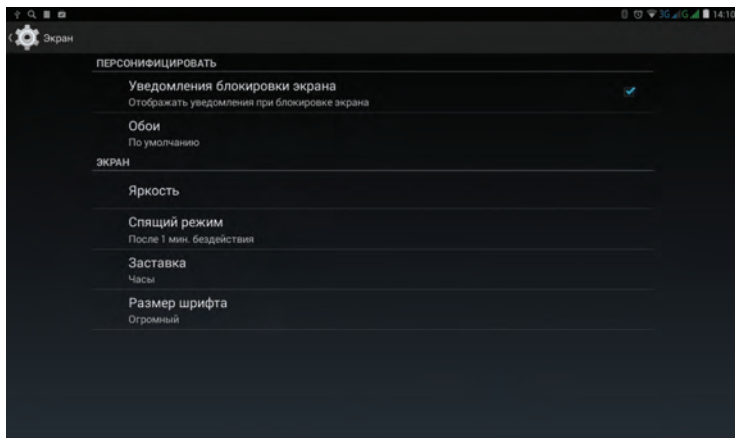 3G G 14:10
Экран
ПЕРСОНИФИЦИРОВАТЬ
Уведомления блокировки экрана
Отображать уведомления при блокировке экрана
Обои
По умолчанию
ЭКРАН
Яркость
Спящий режим
После 1 мин. бездействия
Заставка
Часы
Размер шрифта
Огромный